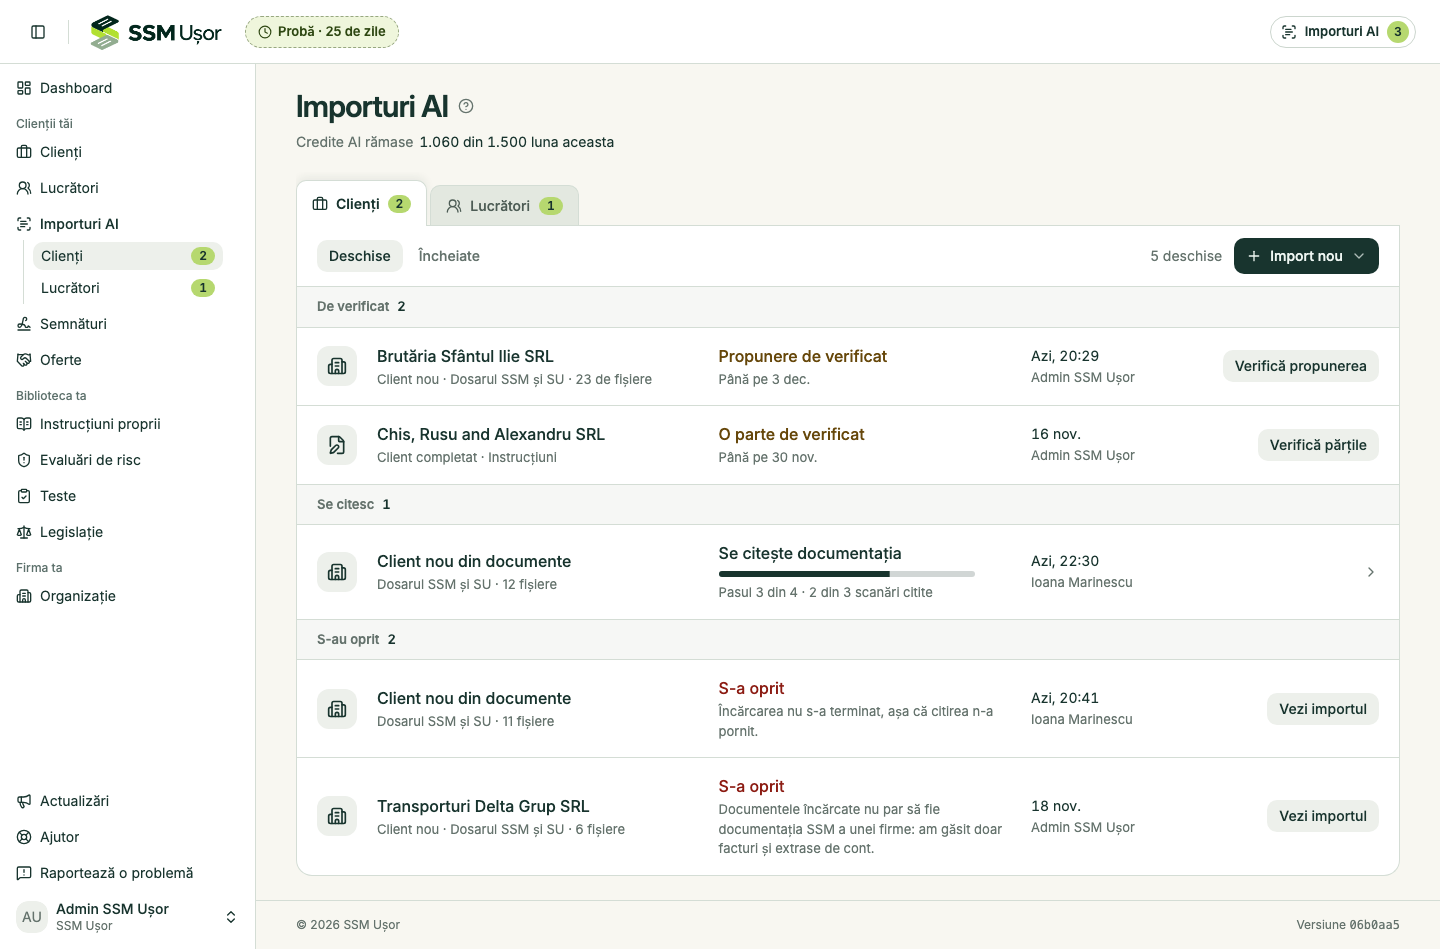 SSM Ușor
Probă · 25 de zile
Importuri AI 3
Dashboard
Clienții tăi
Clienți
Lucrători
Importuri AI
Clienți 2
Lucrători 1
Semnături
Oferte
Biblioteca ta
Instrucțiuni proprii
Evaluări de risc
Teste
Legislație
Firma ta
Organizație
Actualizări
Ajutor
Raportează o problemă
AU
Admin SSM Ușor
SSM Ușor
Importuri AI
Credite AI rămase 1.060 din 1.500 luna aceasta
Clienți 2
Lucrători 1
Deschise
Încheiate
5 deschise
Import nou
De verificat 2
Brutăria Sfântul Ilie SRL
Client nou · Dosarul SSM și SU · 23 de fișiere
Propunere de verificat
Până pe 3 dec.
Azi, 20:29
Admin SSM Ușor
Verifică propunerea
Chis, Rusu and Alexandru SRL
Client completat · Instrucțiuni
O parte de verificat
Până pe 30 nov.
16 nov.
Admin SSM Ușor
Verifică părțile
Se citesc 1
Client nou din documente
Dosarul SSM și SU · 12 fișiere
Se citește documentația
Pasul 3 din 4 · 2 din 3 scanări citite
Azi, 22:30
Ioana Marinescu
S-au oprit 2
Client nou din documente
Dosarul SSM și SU · 11 fișiere
S-a oprit
Încărcarea nu s-a terminat, așa că citirea n-a
pornit.
Azi, 20:41
Ioana Marinescu
Vezi importul
Transporturi Delta Grup SRL
Client nou · Dosarul SSM și SU · 6 fișiere
S-a oprit
Documentele încărcate nu par să fie
documentația SSM a unei firme: am găsit doar
facturi și extrase de cont.
18 nov.
Admin SSM Ușor
Vezi importul
© 2026 SSM Ușor
Versiune 06b0aa5